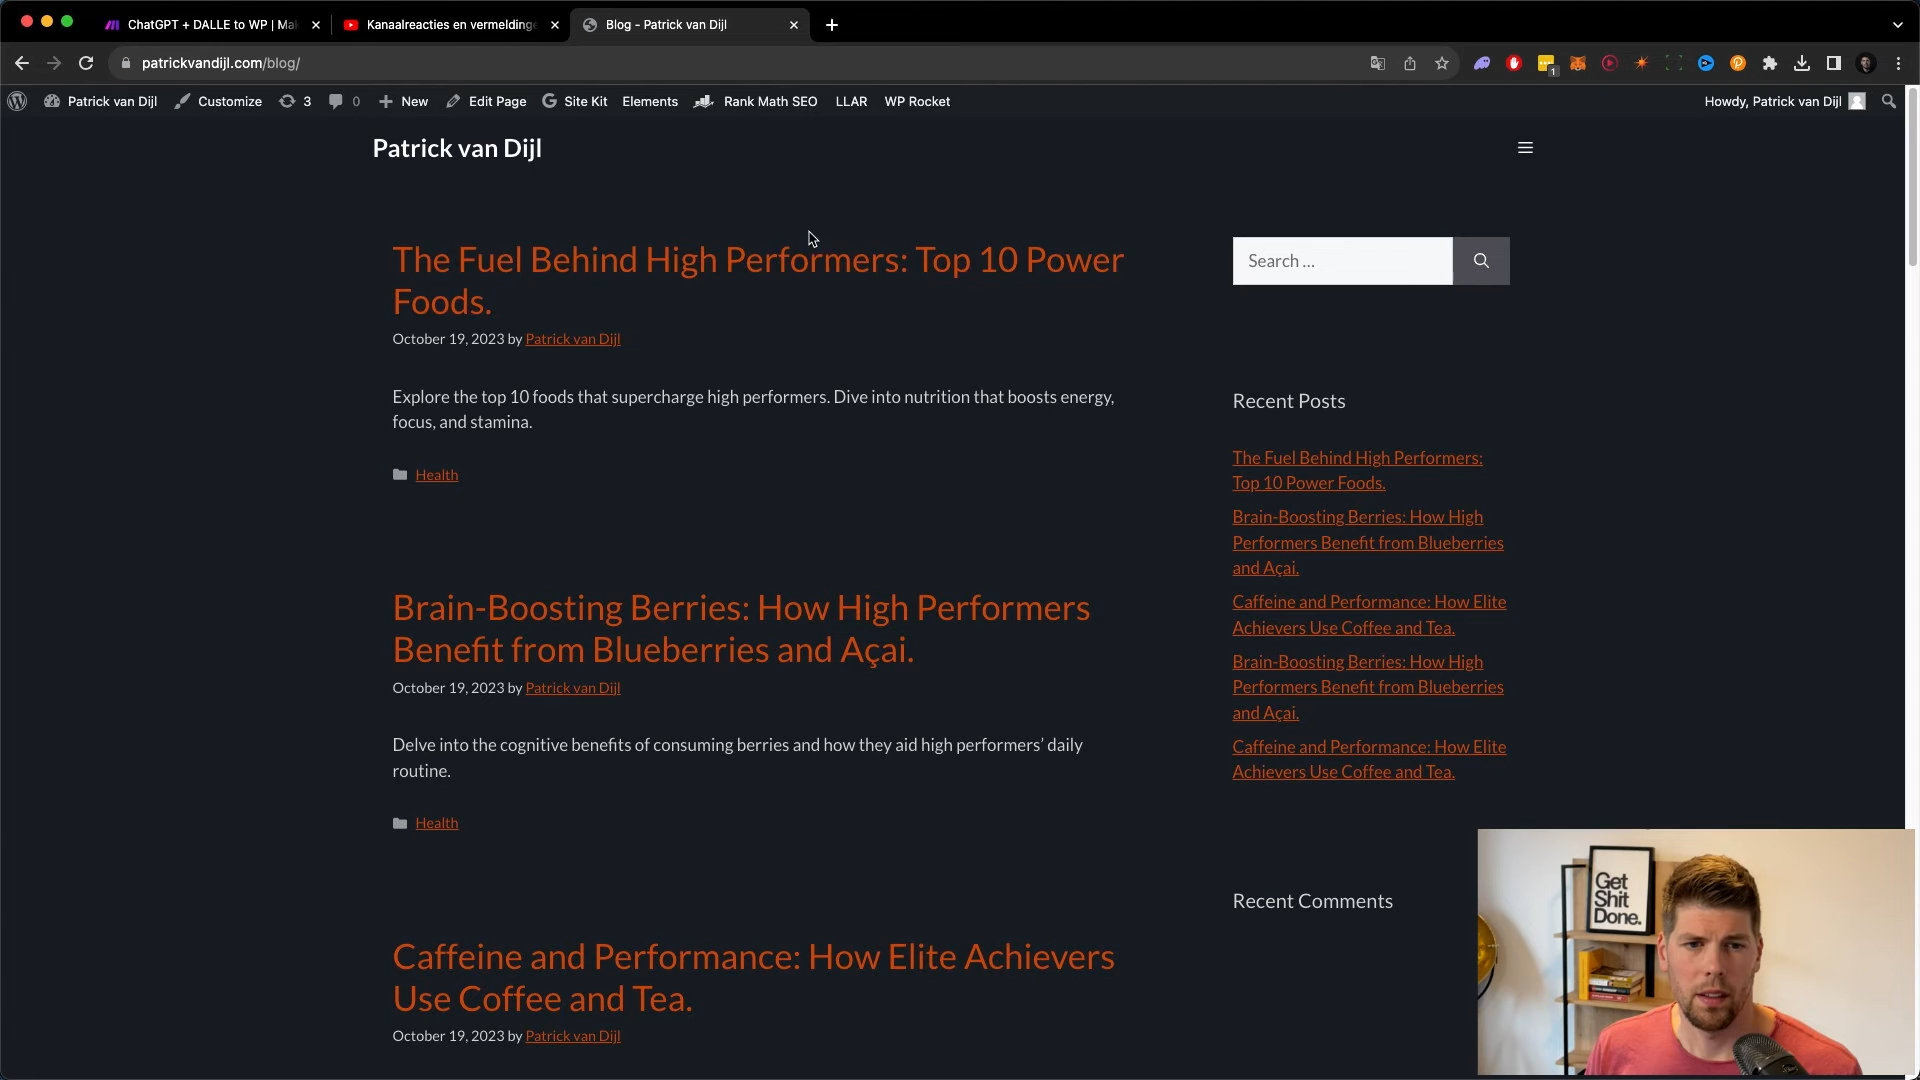 ChatGPT + DALLE to WP | Ma
Kanaalreacties en vermelding
Blog - Patrick van Dijl
patrickvandijl.com/blog/
1
Patrick van Dijl
Customize
3
0
New
Edit Page
Site Kit
Elements
Rank Math SEO
LLAR
WP Rocket
Howdy, Patrick van Dijl
Patrick van Dijl
The Fuel Behind High Performers: Top 10 Power
Foods.
October 19, 2023 by Patrick van Dijl
Explore the top 10 foods that supercharge high performers. Dive into nutrition that boosts energy,
focus, and stamina.
Health
Brain-Boosting Berries: How High Performers
Benefit from Blueberries and Açai.
October 19, 2023 by Patrick van Dijl
Delve into the cognitive benefits of consuming berries and how they aid high performers’ daily
routine.
Health
Caffeine and Performance: How Elite Achievers
Use Coffee and Tea.
October 19, 2023 by Patrick van Dijl
Search …
Recent Posts
The Fuel Behind High Performers:
Top 10 Power Foods.
Brain-Boosting Berries: How High
Performers Benefit from Blueberries
and Açai.
Caffeine and Performance: How Elite
Achievers Use Coffee and Tea.
Brain-Boosting Berries: How High
Performers Benefit from Blueberries
and Açai.
Caffeine and Performance: How Elite
Achievers Use Coffee and Tea.
Recent Comments
Get
Shit
Done.